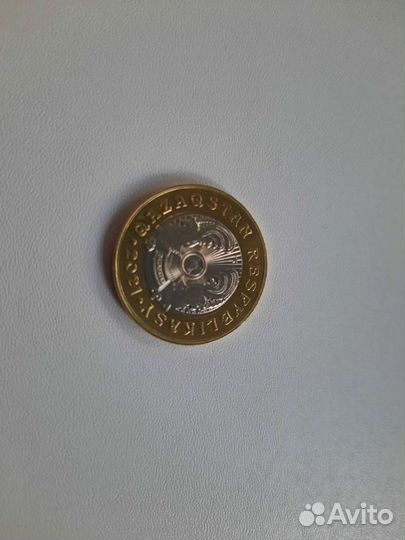 QAZAQSTAN RESPÝBLIKASY · 2021 ·
Avito